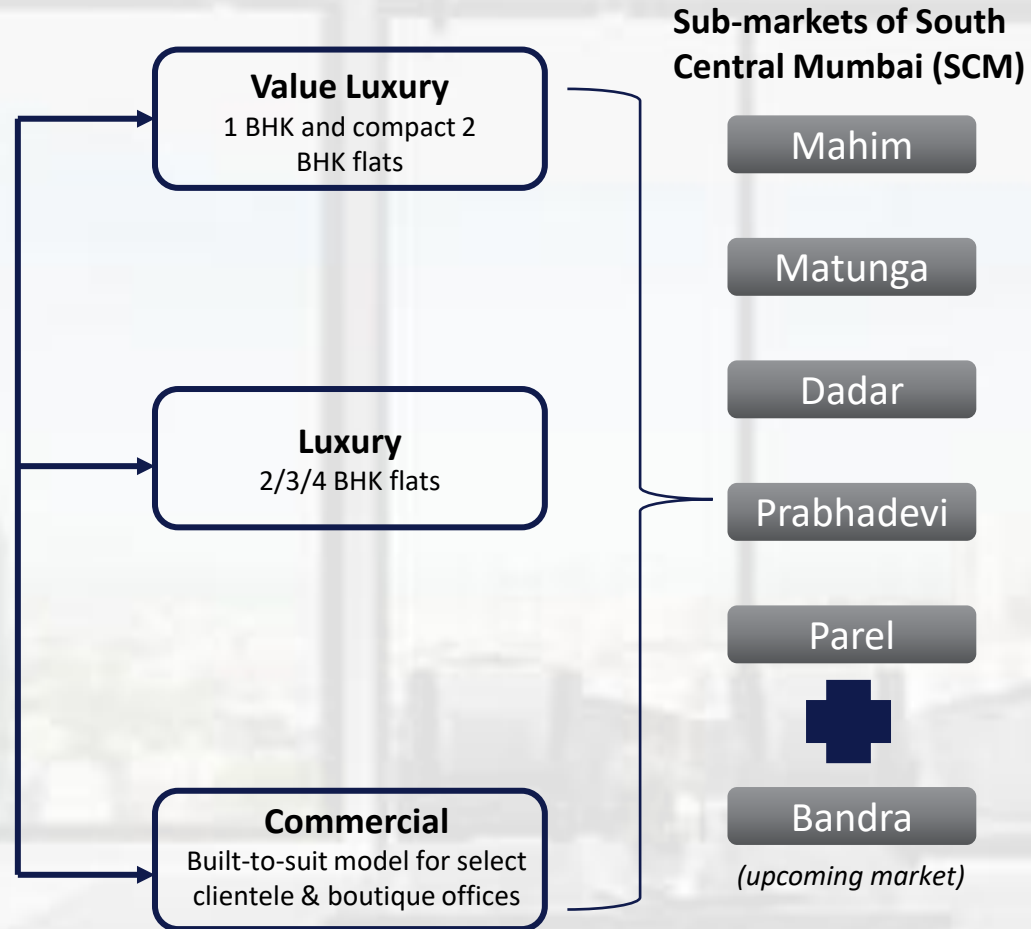 Value Luxury
1 BHK and compact 2
BHK flats
Luxury
2/3/4 BHK flats
Commercial
Built-to-suit model for select
clientele & boutique offices
Sub-markets of South
Central Mumbai (SCM)
Mahim
Matunga
Dadar
Prabhadevi
Parel
Bandra
(upcoming market)